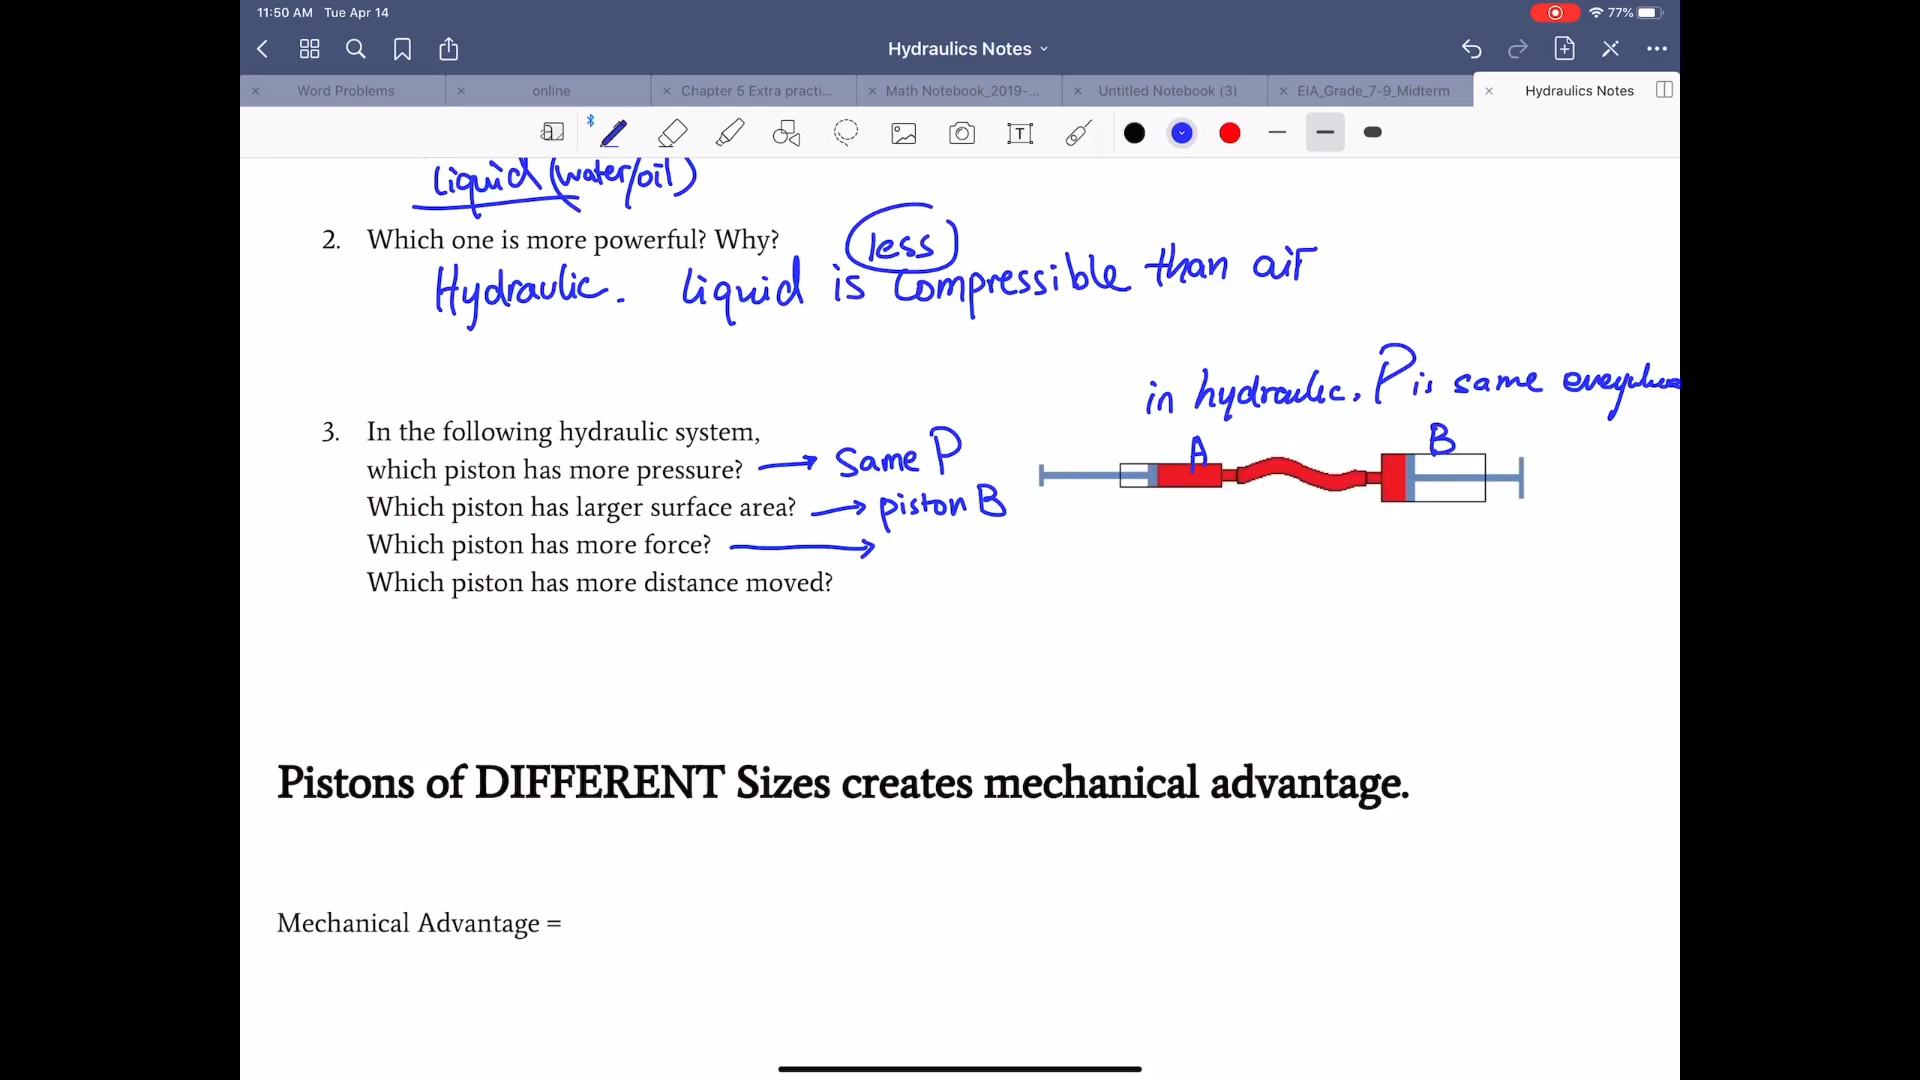 11:50 AM Tue Apr 14
77%
Hydraulics Notes
Word Problems
online
Chapter 5 Extra practi...
Math Notebook_2019-...
Untitled Notebook (3)
EIA_Grade_7-9_Midterm
Hydraulics Notes
Liquid (water/oil)
2. Which one is more powerful? Why?
less
Hydraulic. Liquid is compressible than air
in hydraulic. P is same
3. In the following hydraulic system,
which piston has more pressure? → same P
Which piston has larger surface area? → piston B
Which piston has more force? →
Which piston has more distance moved?
A
B
Pistons of DIFFERENT Sizes creates mechanical advantage.
Mechanical Advantage =